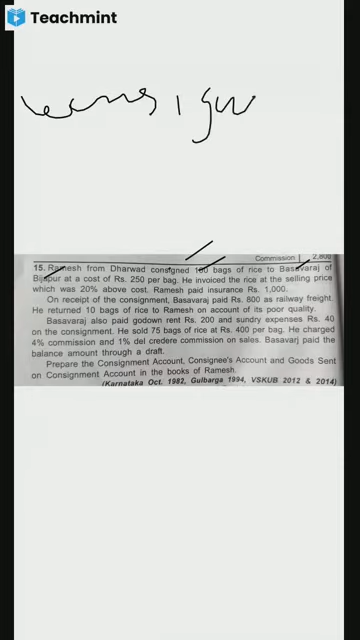 Teachmint
Commission 2,800
15. Ramesh from Dharwad consigned 100 bags of rice to Basavaraj of
Bijapur at a cost of Rs. 250 per bag. He invoiced the rice at the selling price
which was 20% above cost. Ramesh paid insurance Rs. 1,000.
On receipt of the consignment, Basavaraj paid Rs. 800 as railway freight.
He returned 10 bags of rice to Ramesh on account of its poor quality.
Basavaraj also paid godown rent Rs. 200 and sundry expenses Rs. 40
on the consignment. He sold 75 bags of rice at Rs. 400 per bag. He charged
4% commission and 1% del credere commission on sales. Basavarj paid the
balance amount through a draft.
Prepare the Consignment Account, Consignee's Account and Goods Sent
on Consignment Account in the books of Ramesh.
(Karnataka Oct. 1982, Gulbarga 1994, VSKUB 2012 & 2014)